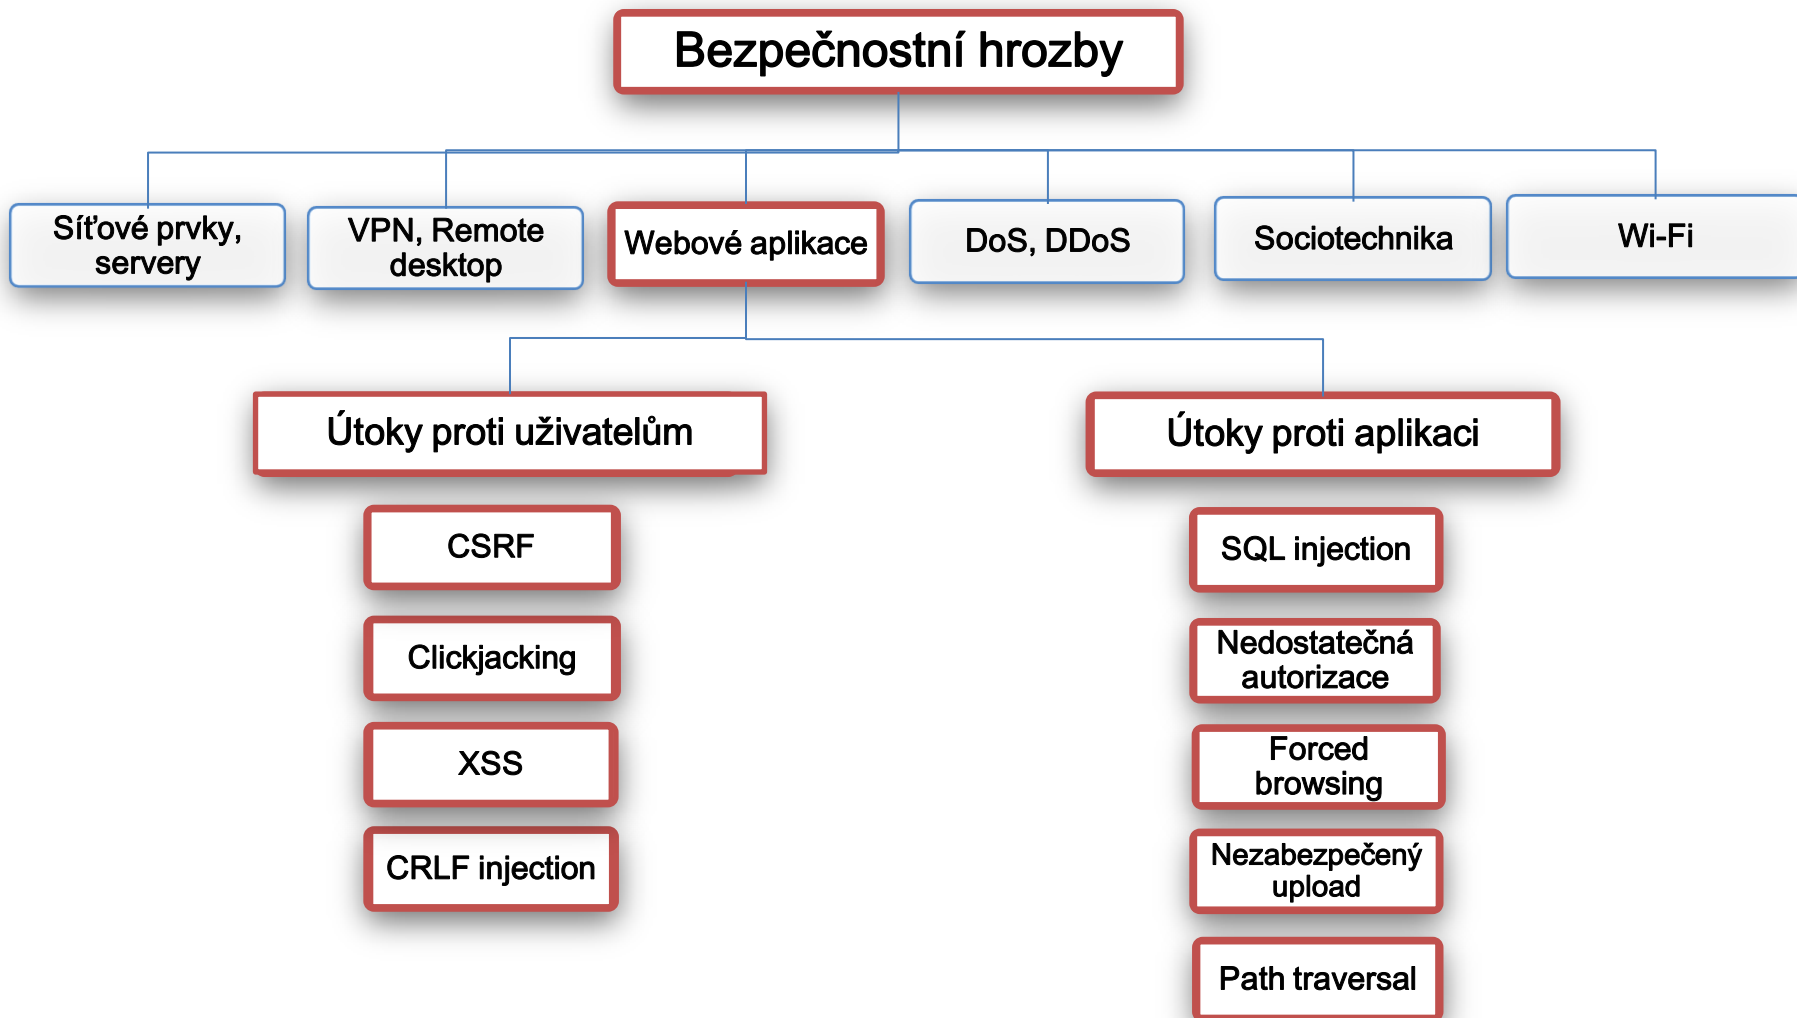 Bezpečnostní hrozby
Síťové prvky,
servery
VPN, Remote
desktop
Webové aplikace
DoS, DDoS
Sociotechnika
Wi-Fi
Útoky proti uživatelům
Útoky proti aplikaci
CSRF
Clickjacking
XSS
CRLF injection
SQL injection
Nedostatečná
autorizace
Forced
browsing
Nezabezpečený
upload
Path traversal